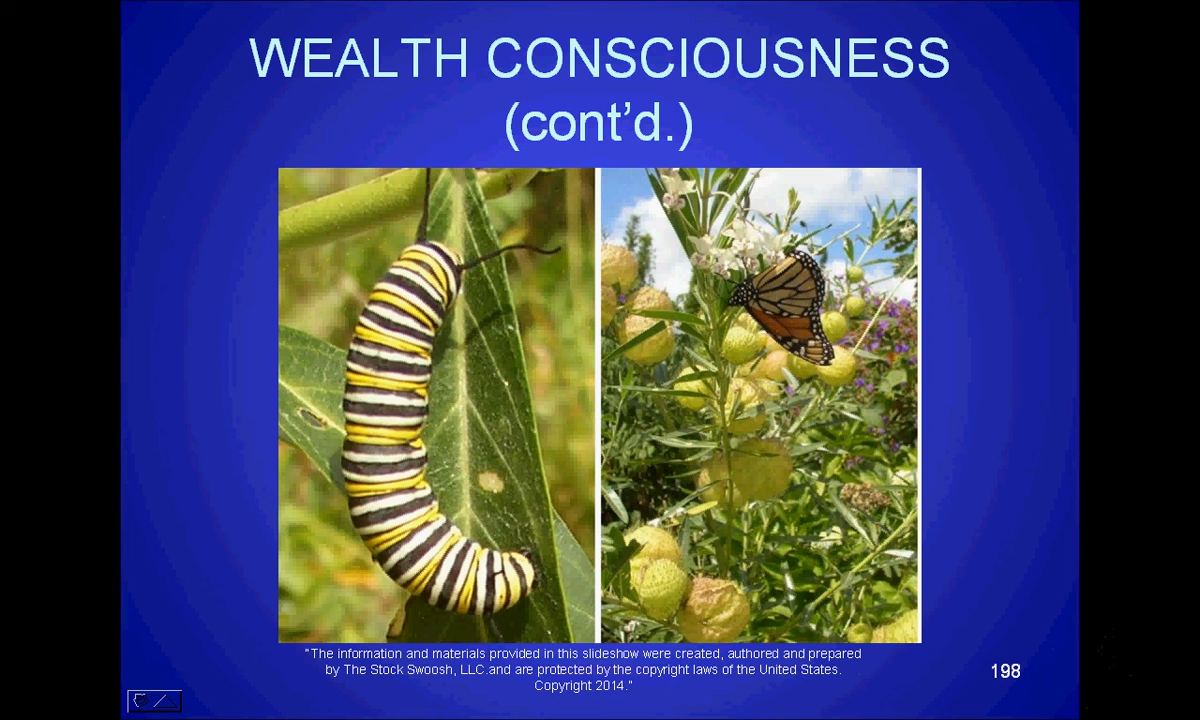 WEALTH CONSCIOUSNESS
(cont’d.)
"The information and materials provided in this slideshow were created, authored and prepared
by The Stock Swoosh, LLC.and are protected by the copyright laws of the United States.
Copyright 2014."
198